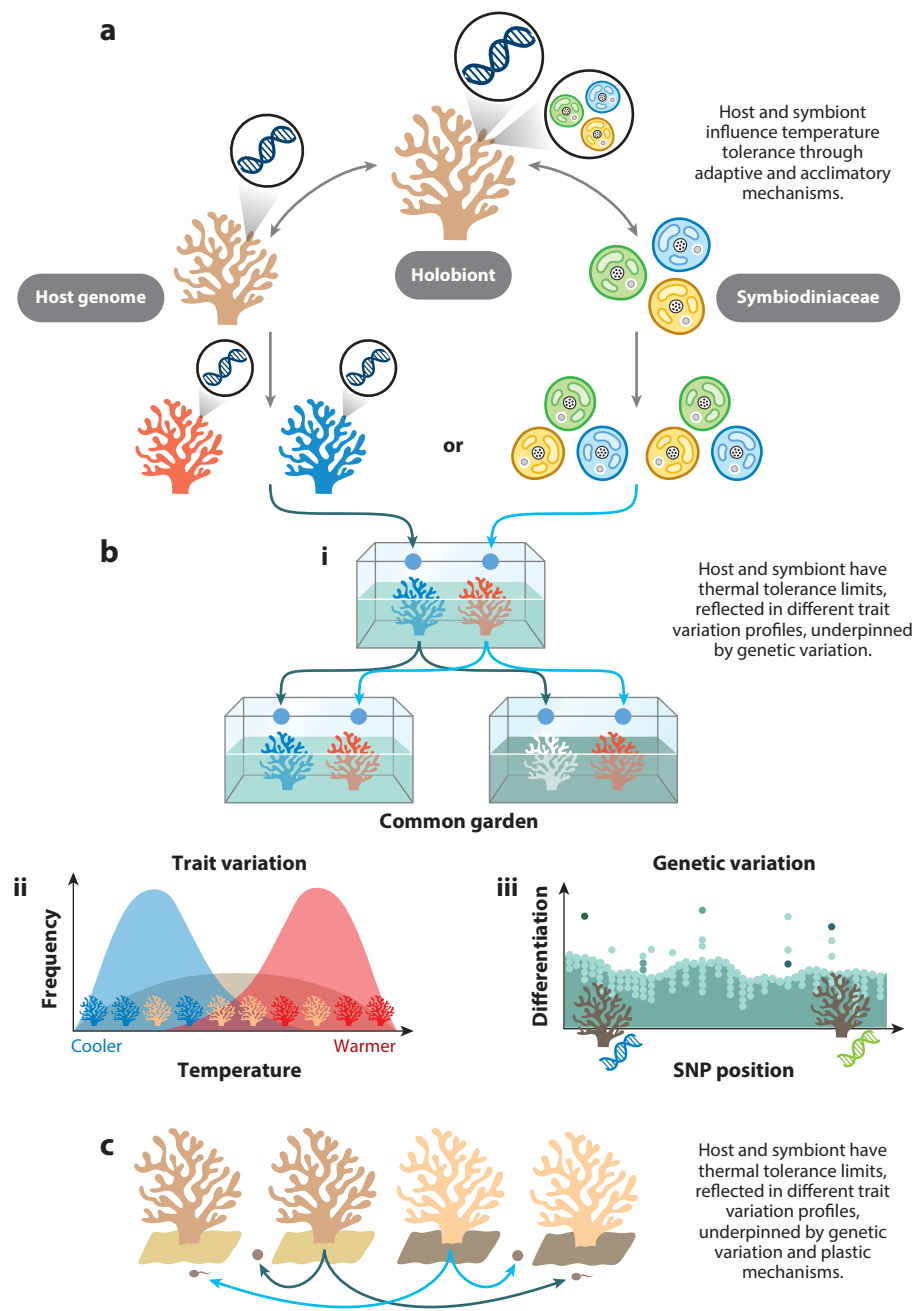 a
Host and symbiont
influence temperature
tolerance through
adaptive and acclimatory
mechanisms.
Host genome
Holobiont
Symbiodiniaceae
or
b
i
Host and symbiont have
thermal tolerance limits,
reflected in different trait
variation profiles, underpinned
by genetic variation.
Common garden
Trait variation
ii
Frequency
Cooler
Warmer
Temperature
Genetic variation
iii
Differentiation
SNP position
c
Host and symbiont have
thermal tolerance limits,
reflected in different trait
variation profiles,
underpinned by genetic
variation and plastic
mechanisms.